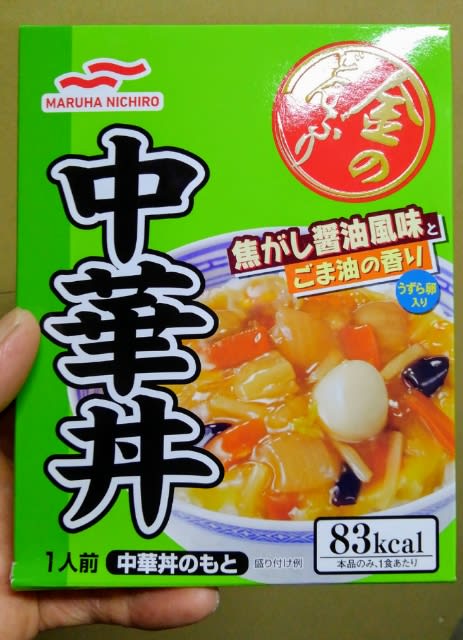 MARUHA NICHIRO
金の
どんぶり
中華丼
焦がし醤油風味と
ごま油の香り
うずら卵
入り
1人前
中華丼のもと
盛り付け例
83kcal
本品のみ、1食あたり